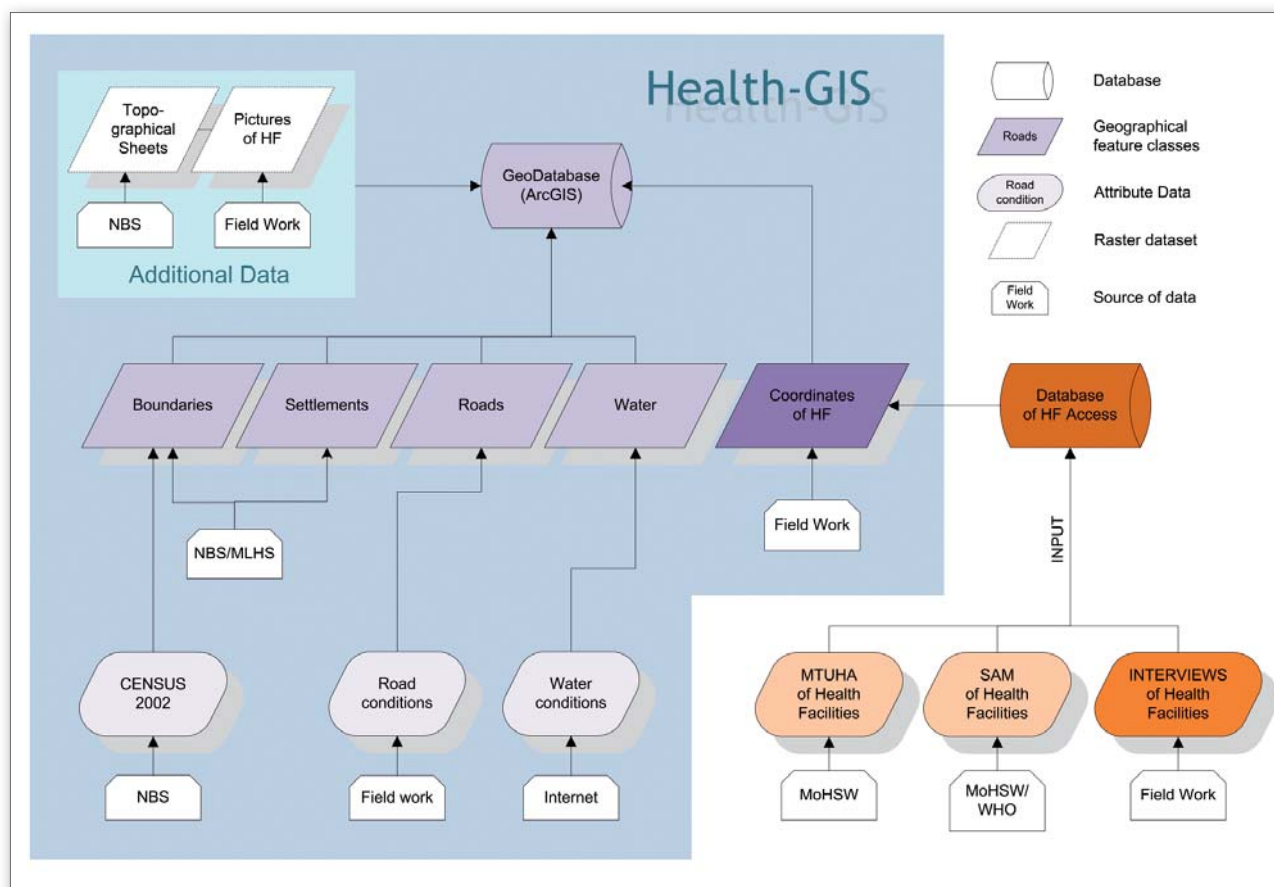 Health-GIS
Topo-
graphical
Sheets
Pictures
of HF
NBS
Field Work
Additional Data
GeoDatabase
(ArcGIS)
Database
Roads
Geographical
feature classes
Road
condition
Attribute Data
Raster dataset
Field
Work
Source of data
Boundaries
Settlements
Roads
Water
Coordinates
of HF
Database
of HF Access
NBS/MLHS
Field Work
INPUT
CENSUS
2002
Road
conditions
Water
conditions
MTUHA
of Health
Facilities
SAM
of Health
Facilities
INTERVIEWS
of Health
Facilities
NBS
Field work
Internet
MoHSW
MoHSW/
WHO
Field Work